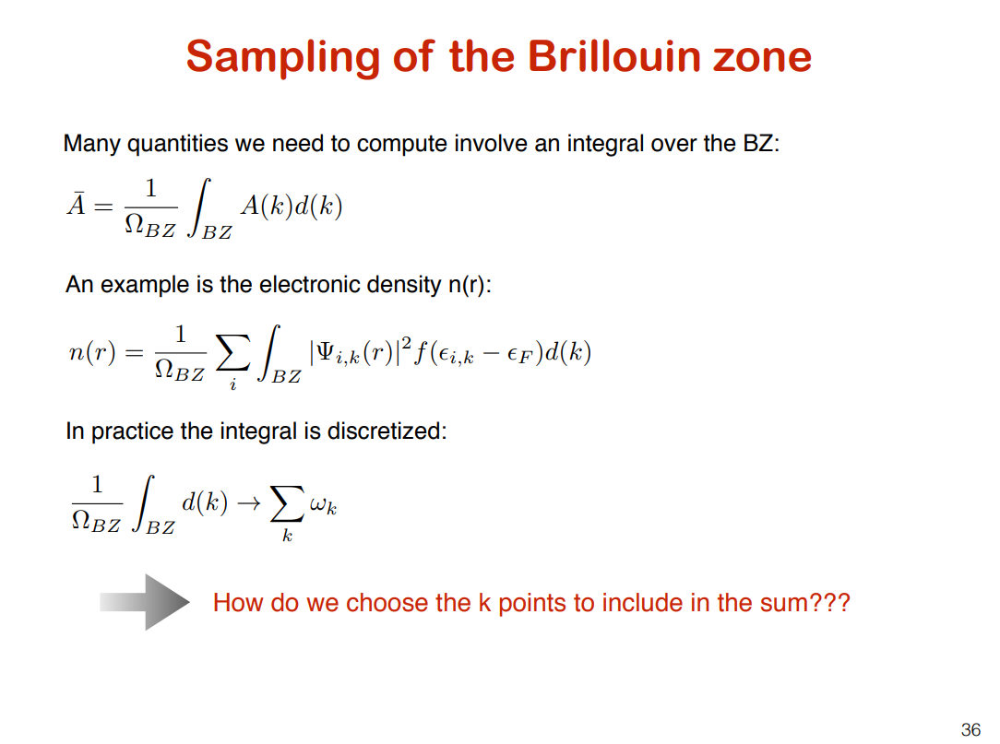 Sampling of the Brillouin zone
Many quantities we need to compute involve an integral over the BZ:
$\bar{A} = \frac{1}{\Omega_{BZ}} \int_{BZ} A(k)d(k)$
An example is the electronic density n(r):
$n(r) = \frac{1}{\Omega_{BZ}} \sum_{i} \int_{BZ} |\Psi_{i,k}(r)|^2 f(\epsilon_{i,k} - \epsilon_F)d(k)$
In practice the integral is discretized:
$\frac{1}{\Omega_{BZ}} \int_{BZ} d(k) \rightarrow \sum_{k} \omega_k$
How do we choose the k points to include in the sum???
36